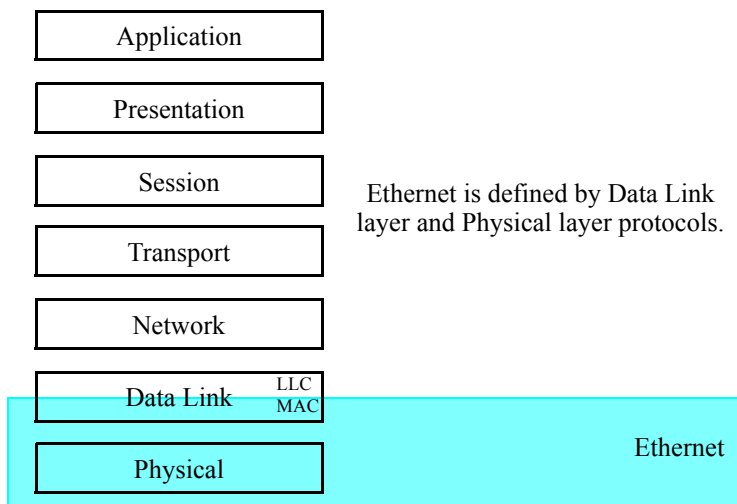 Application
Presentation
Session
Ethernet is defined by Data Link
layer and Physical layer protocols.
Transport
Network
Data Link
LLC
MAC
Ethernet
Physical